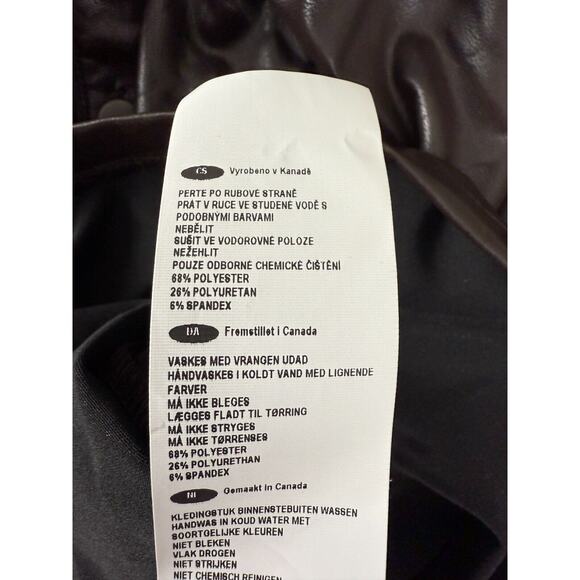 CS Vyrobeno v Kanadě
PERTE PO RUBOVÉ STRANĚ
PRÁT V RUCE VE STUDENÉ VODĚ S
PODOBNÝMI BARVAMI
NEBĚLIT
SUŠIT VE VODOROVNÉ POLOZE
NEŽEHLIT
POUZE ODBORNÉ CHEMICKÉ ČIŠTĚNÍ
68% POLYESTER
26% POLYURETAN
6% SPANDEX
DA Fremstillet i Canada
VASKES MED VRANGEN UDAD
HÅNDVASKES I KOLDT VAND MED LIGNENDE
FARVER
MÅ IKKE BLEGES
LÆGGES FLADT TIL TØRRING
MÅ IKKE STRYGES
MÅ IKKE TØRRENSES
68% POLYESTER
26% POLYURETHAN
6% SPANDEX
Nl Gemaakt in Canada
KLEDINGSTUK BINNENSTEBUITEN WASSEN
HANDWAS IN KOUD WATER MET
SOORTGELIJKE KLEUREN
NIET BLEKEN
VLAK DROGEN
NIET STRIJKEN
NIET CHEMISCH REINIGEN